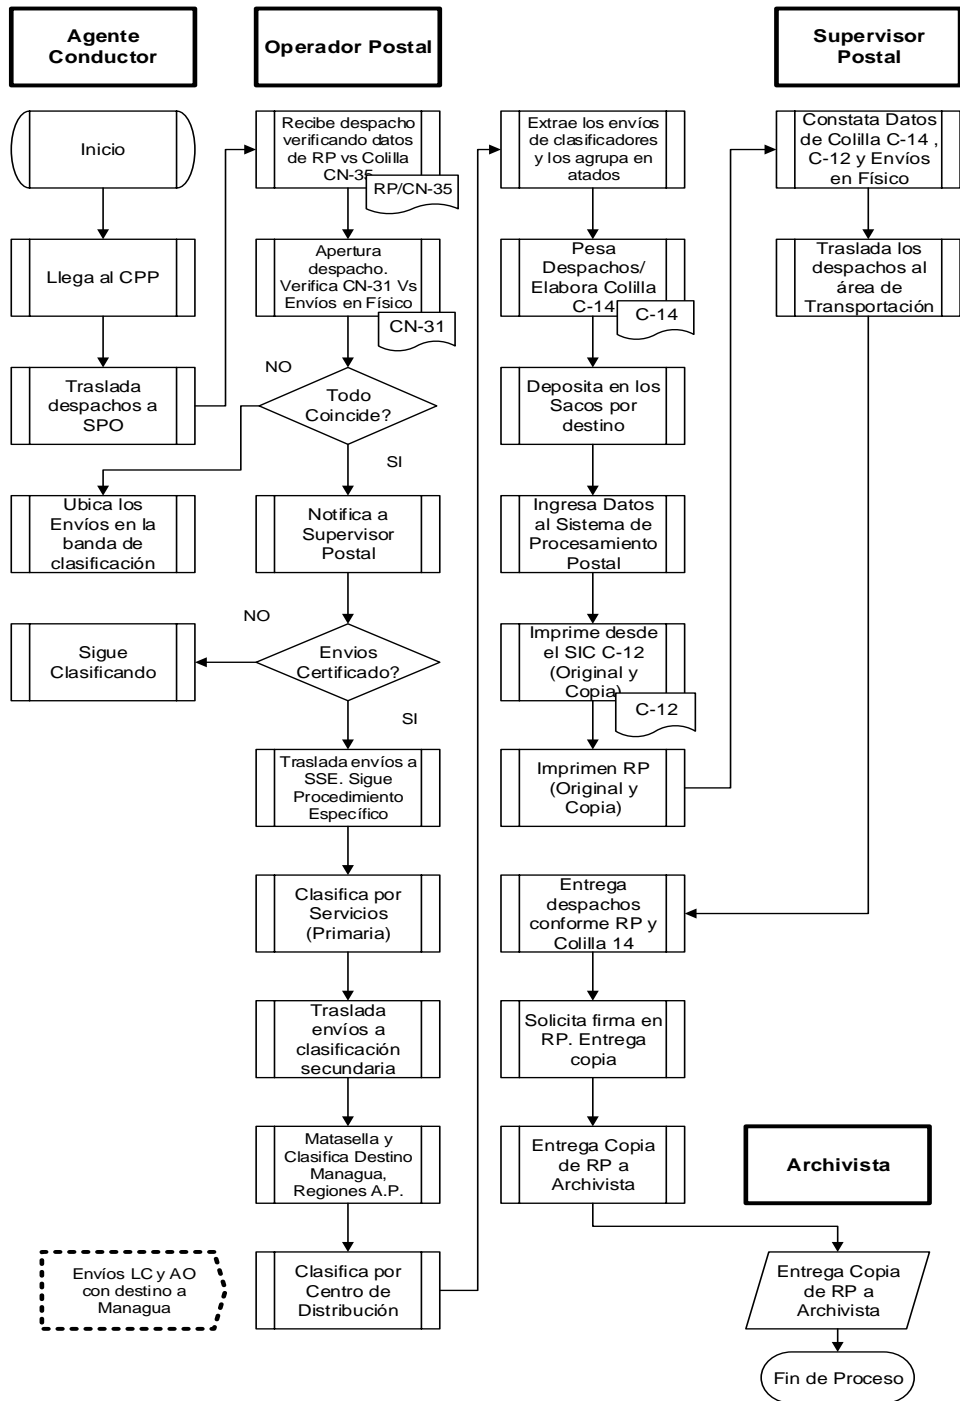 Agente
Conductor
Operador Postal
Supervisor
Postal
Inicio
Llega al CPP
Traslada
despachos a
SPO
Ubica los
Envíos en la
banda de
clasificación
Sigue
Clasificando
Envíos LC y AO
con destino a
Managua
Recibe despacho
verificando datos
de RP vs Colilla
CN-35
RP/CN-35
Apertura
despacho.
Verifica CN-31 Vs
Envíos en Físico
CN-31
NO
Todo
Coincide?
SI
Notifica a
Supervisor
Postal
NO
Envios
Certificado?
SI
Traslada envíos a
SSE. Sigue
Procedimiento
Específico
Clasifica por
Servicios
(Primaria)
Traslada
envíos a
clasificación
secundaria
Matasella y
Clasifica Destino
Managua,
Regiones A.P.
Clasifica por
Centro de
Distribución
Extrae los envíos
de clasificadores
y los agrupa en
atados
Pesa
Despachos/
Elabora Colilla
C-14
C-14
Deposita en los
Sacos por
destino
Ingresa Datos
al Sistema de
Procesamiento
Postal
Imprime desde
el SIC C-12
(Original y
Copia)
C-12
Imprimen RP
(Original y
Copia)
Entrega
despachos
conforme RP y
Colilla 14
Solicita firma en
RP. Entrega
copia
Entrega Copia
de RP a
Archivista
Constata Datos
de Colilla C-14 ,
C-12 y Envíos
en Físico
Traslada los
despachos al
área de
Transportación
Archivista
Entrega Copia
de RP a
Archivista
Fin de Proceso